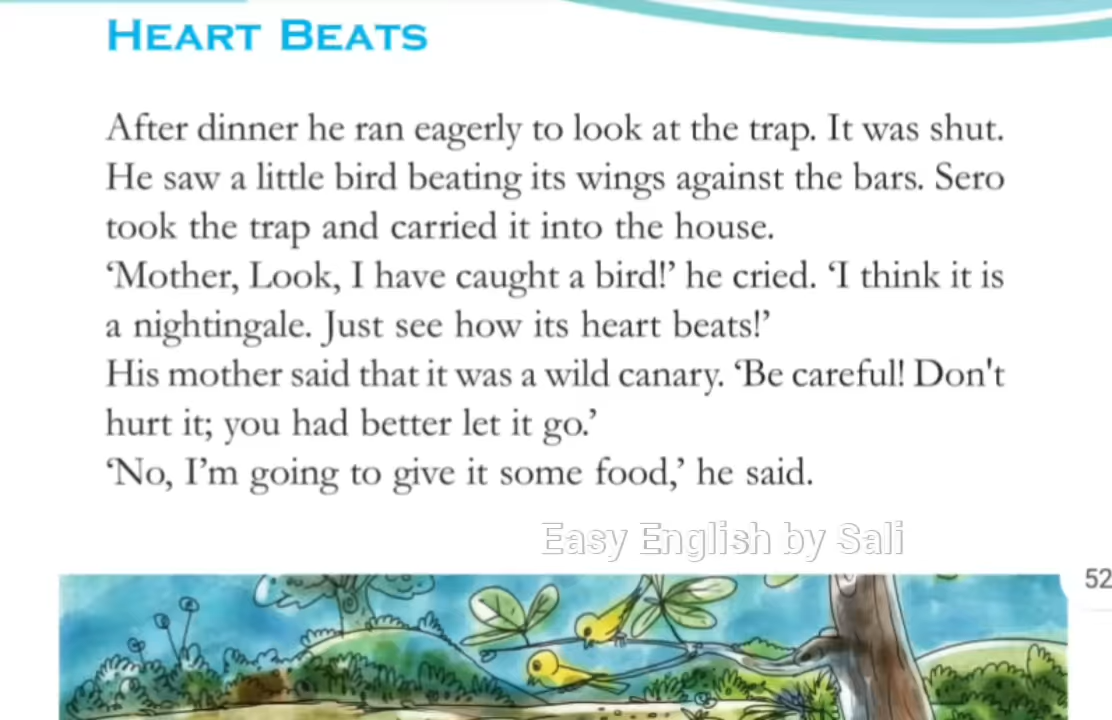 HEART BEATS
After dinner he ran eagerly to look at the trap. It was shut.
He saw a little bird beating its wings against the bars. Sero
took the trap and carried it into the house.
‘Mother, Look, I have caught a bird!’ he cried. ‘I think it is
a nightingale. Just see how its heart beats!’
His mother said that it was a wild canary. ‘Be careful! Don't
hurt it; you had better let it go.’
‘No, I’m going to give it some food,’ he said.
Easy English by Sali
52